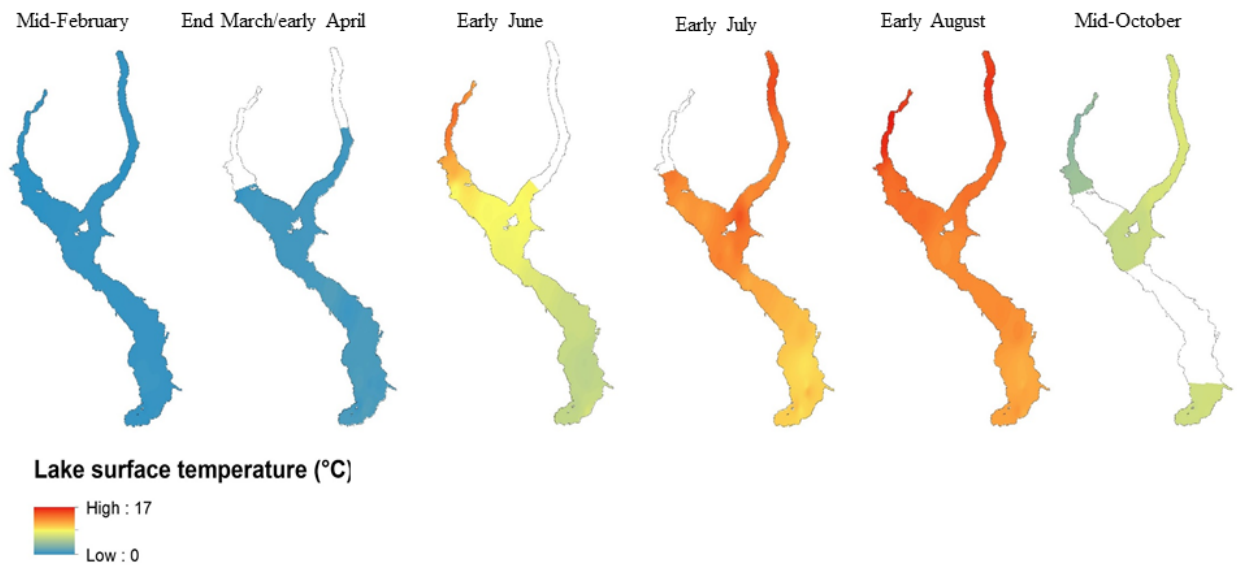 Mid-February End March/early April Early June Early July Early August Mid-October
Lake surface temperature (°C)
High : 17
Low : 0